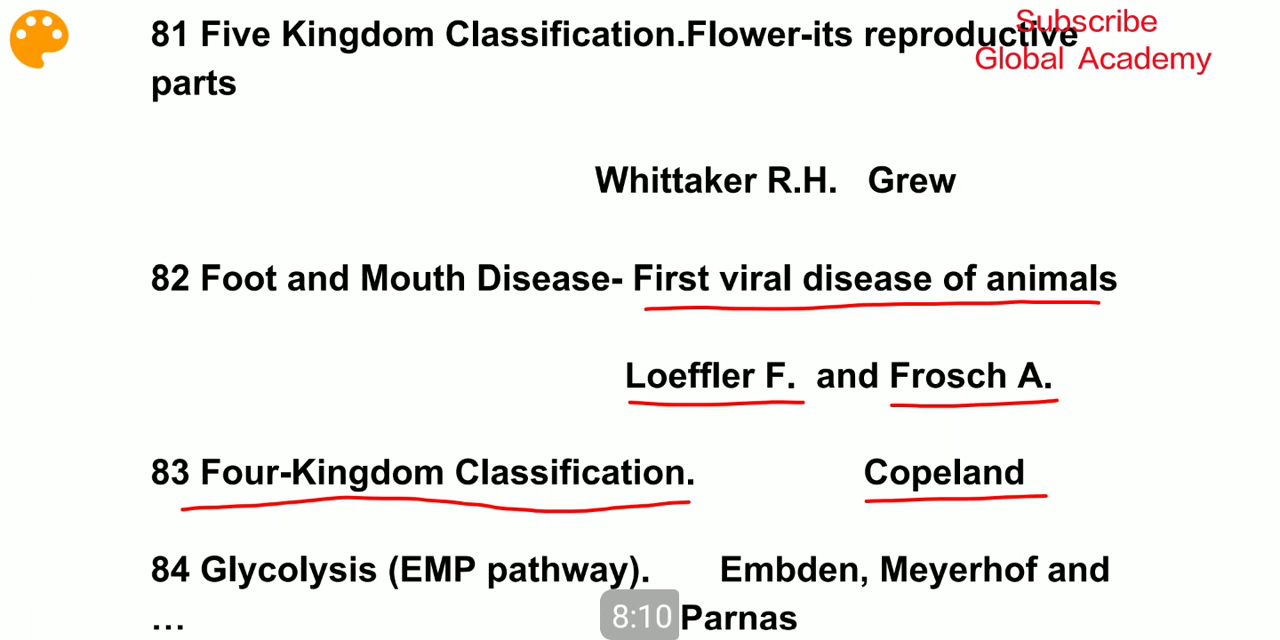 81 Five Kingdom Classification.Flower-its reproductive
parts
Subscribe
Global Academy
Whittaker R.H. Grew
82 Foot and Mouth Disease- First viral disease of animals
Loeffler F. and Frosch A.
83 Four-Kingdom Classification. Copeland
84 Glycolysis (EMP pathway). Embden, Meyerhof and
... 8:10 Parnas